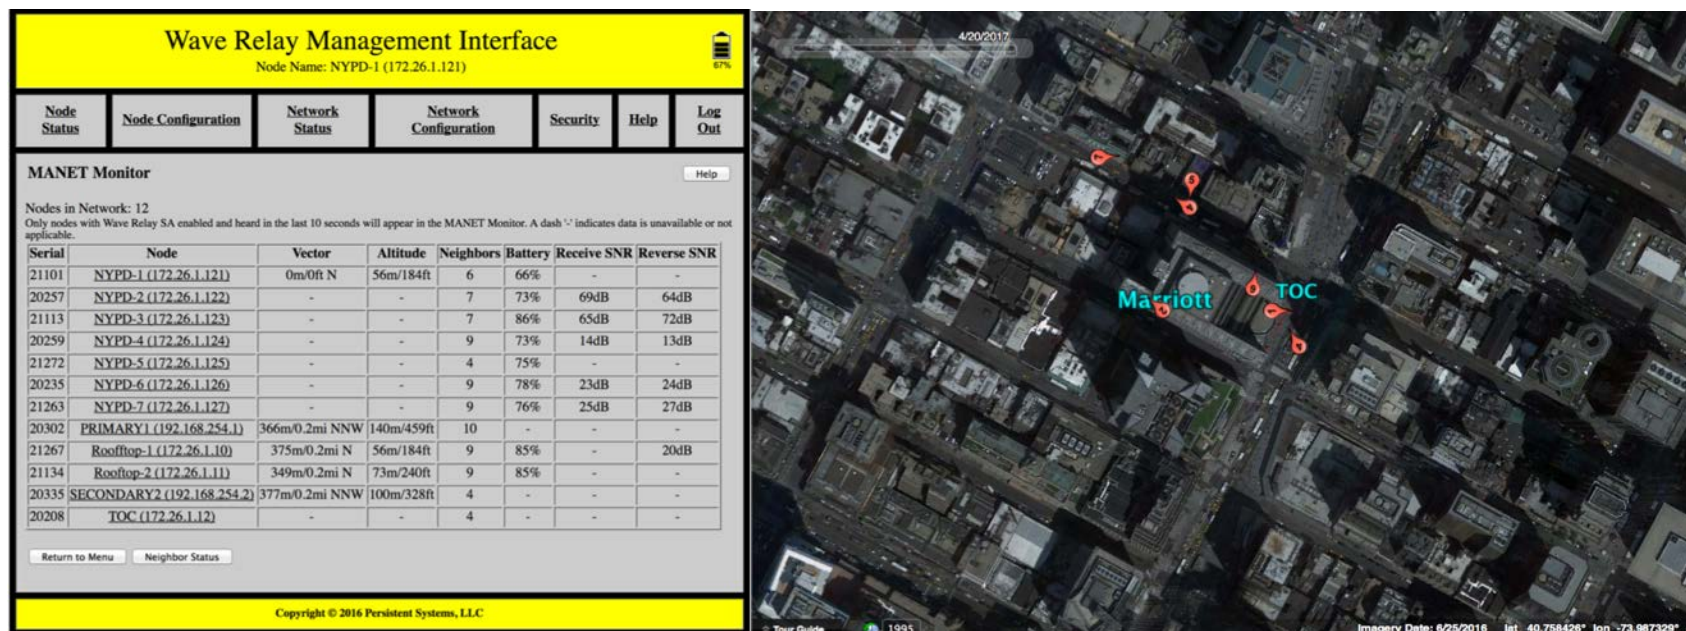 Wave Relay Management Interface
Node Name: NYPD-1 (172.26.1.121)
67%
Node Status
Node Configuration
Network Status
Network Configuration
Security
Help
Log Out
MANET Monitor
Help
Nodes in Network: 12
Only nodes with Wave Relay SA enabled and heard in the last 10 seconds will appear in the MANET Monitor. A dash '-' indicates data is unavailable or not
applicable.
Serial Node Vector Altitude Neighbors Battery Receive SNR Reverse SNR
21101 NYPD-1 (172.26.1.121) 0m/0ft N 56m/184ft 6 66% - -
20257 NYPD-2 (172.26.1.122) - - 7 73% 69dB 64dB
21113 NYPD-3 (172.26.1.123) - - 7 86% 65dB 72dB
20259 NYPD-4 (172.26.1.124) - - 9 73% 14dB 13dB
21272 NYPD-5 (172.26.1.125) - - 4 75% - -
20235 NYPD-6 (172.26.1.126) - - 9 78% 23dB 24dB
21263 NYPD-7 (172.26.1.127) - - 9 76% 25dB 27dB
20302 PRIMARY1 (192.168.254.1) 366m/0.2mi NNW 140m/459ft 10 - - -
21267 Roofftop-1 (172.26.1.10) 375m/0.2mi N 56m/184ft 9 85% - 20dB
21134 Rooftop-2 (172.26.1.11) 349m/0.2mi N 73m/240ft 9 85% - -
20335 SECONDARY2 (192.168.254.2) 377m/0.2mi NNW 100m/328ft 4 - - -
20208 TOC (172.26.1.12) - - 4 - - -
Return to Menu
Neighbor Status
Copyright © 2016 Persistent Systems, LLC
4/20/2017
5
Marriott
TOC
Tour Guide
1995
Imagery Date: 6/25/2016 lat 40.758426° lon -73.987329°